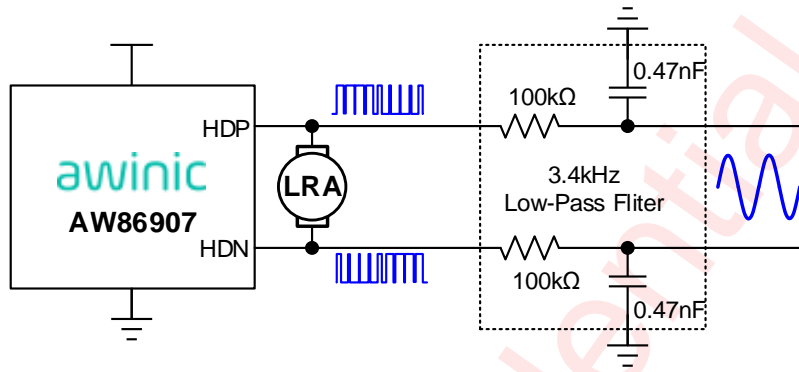 0.47nF
100kΩ
HDP
awinic
AW86907
LRA
3.4kHz
Low-Pass Fliter
HDN
100kΩ
0.47nF